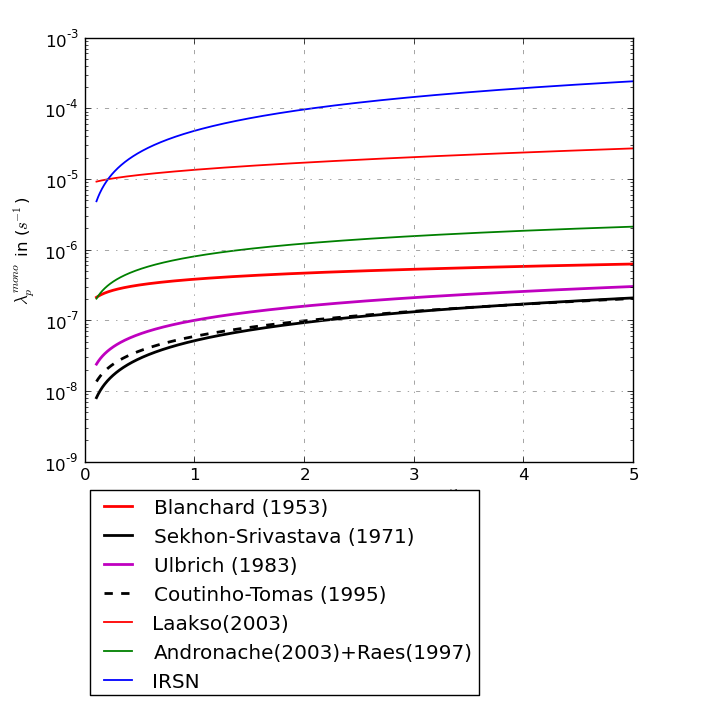 10^-3
10^-4
10^-5
10^-6
10^-7
10^-8
10^-9
λ_p^mono in (s^-1)
0 1 2 3 4 5
Blanchard (1953)
Sekhon-Srivastava (1971)
Ulbrich (1983)
Coutinho-Tomas (1995)
Laakso(2003)
Andronache(2003)+Raes(1997)
IRSN